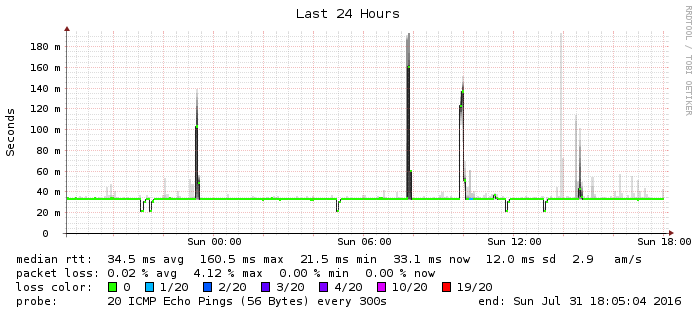 Last 24 Hours
RRDTOOL / TOBI OETIKER
Seconds
180 m
160 m
140 m
120 m
100 m
80 m
60 m
40 m
20 m
0
Sun 00:00 Sun 06:00 Sun 12:00 Sun 18:00
median rtt: 34.5 ms avg 160.5 ms max 21.5 ms min 33.1 ms now 12.0 ms sd 2.9 am/s
packet loss: 0.02 % avg 4.12 % max 0.00 % min 0.00 % now
loss color: 0 1/20 2/20 3/20 4/20 10/20 19/20
probe: 20 ICMP Echo Pings (56 Bytes) every 300s end: Sun Jul 31 18:05:04 2016